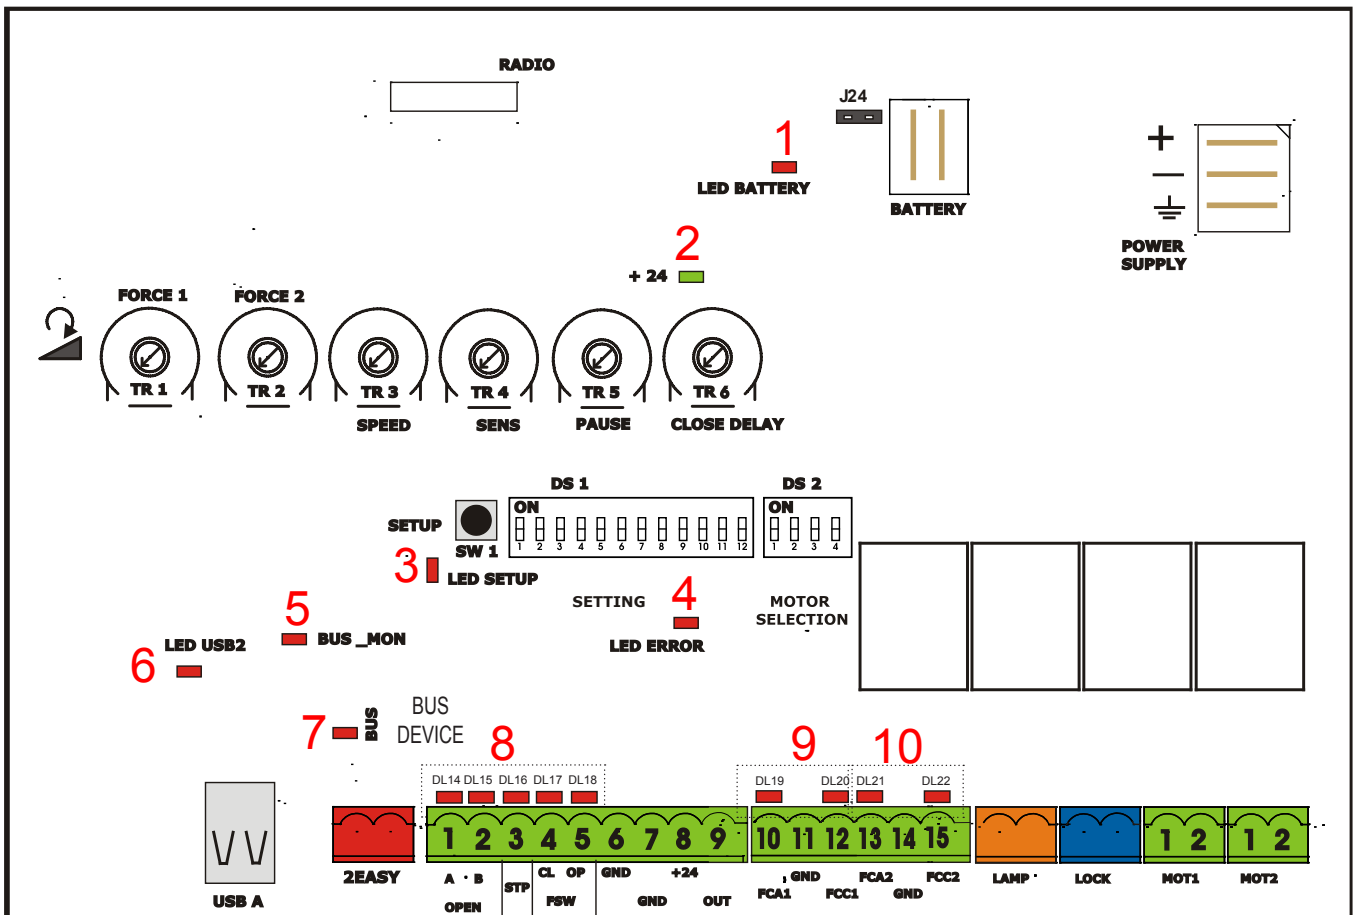 RADIO
J24
1
LED BATTERY
BATTERY
+
−
POWER
SUPPLY
2
+ 24
FORCE 1
FORCE 2
TR 1
TR 2
TR 3
TR 4
TR 5
TR 6
SPEED
SENS
PAUSE
CLOSE DELAY
DS 1
DS 2
ON
ON
SETUP
SW 1
1 2 3 4 5 6 7 8 9 10 11 12
1 2 3 4
3
LED SETUP
SETTING
4
LED ERROR
MOTOR
SELECTION
5
BUS _MON
LED USB2
6
7
BUS
BUS
DEVICE
8
9
10
DL14 DL15 DL16 DL17 DL18
DL19 DL20 DL21 DL22
1 2 3 4 5 6 7 8 9
10 11 12 13 14 15
1 2
1 2
USB A
2EASY
A B
OPEN
STP
CL OP
FSW
GND
GND
+24
OUT
FCA1
GND
FCC1
FCA2
GND
FCC2
LAMP
LOCK
MOT1
MOT2